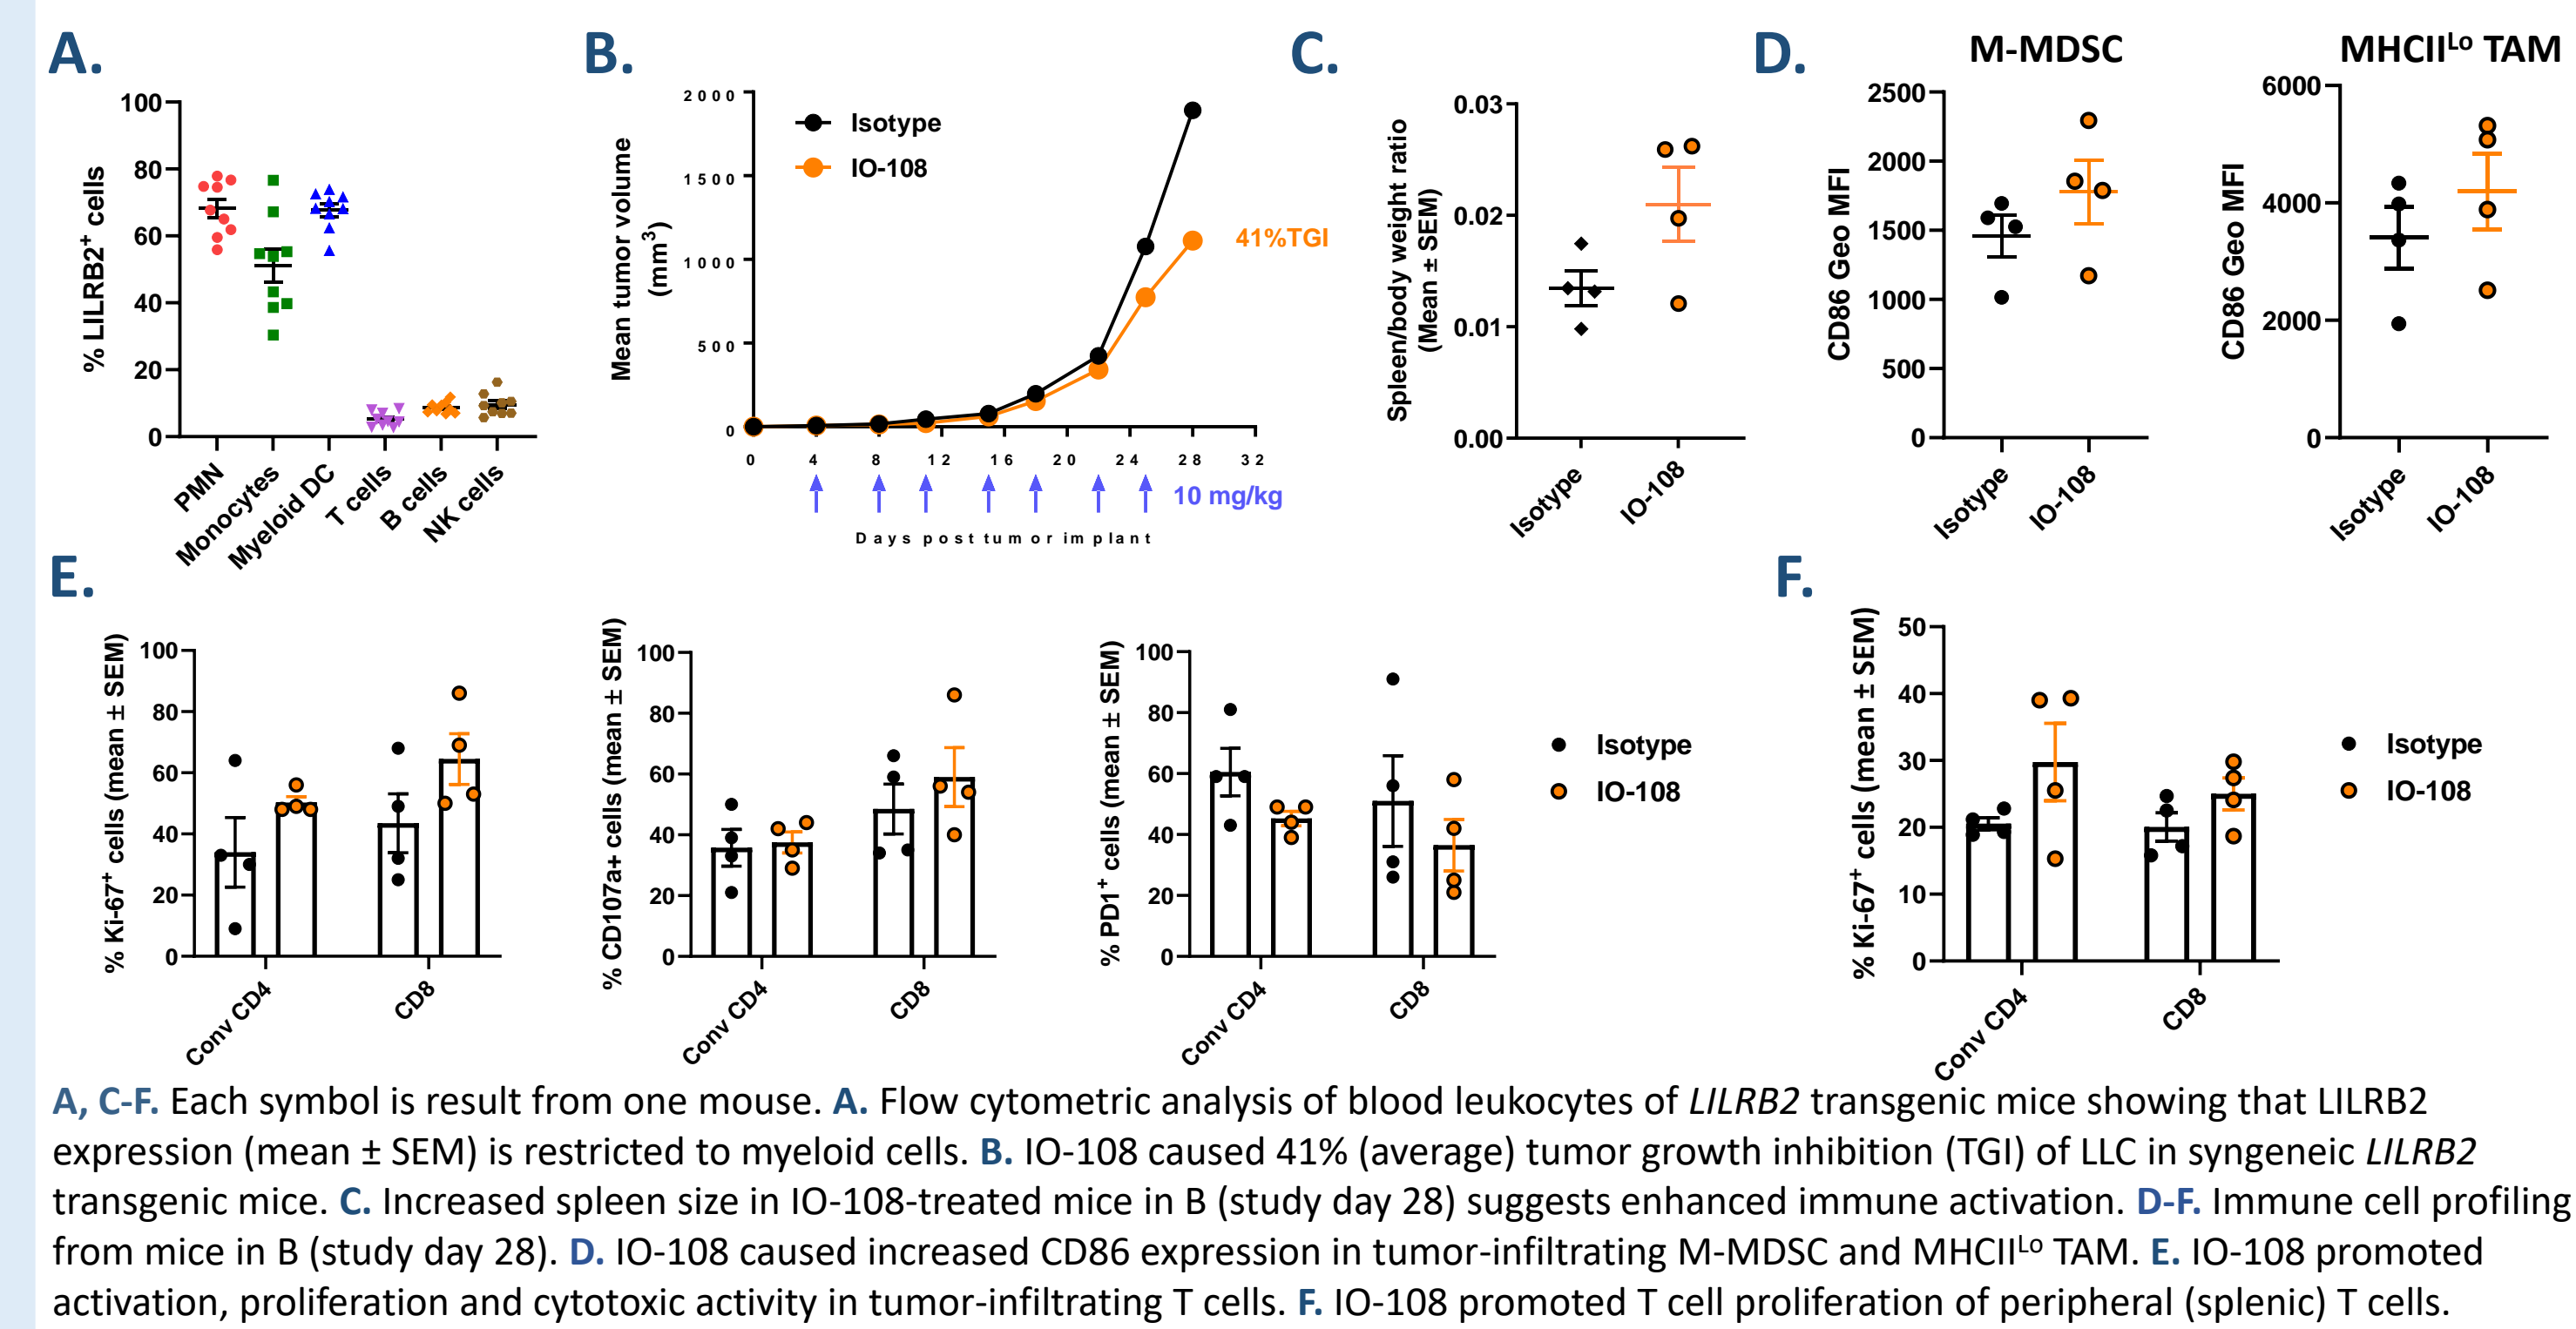 A.
% LILRB2⁺ cells
100
80
60
40
20
0
PMN
Monocytes
Myeloid DC
T cells
B cells
NK cells
B.
Mean tumor volume
(mm³)
2000
1500
1000
500
0
Isotype
IO-108
41%TGI
0 4 8 12 16 20 24 28 32
10 mg/kg
Days post tumor implant
C.
Spleen/body weight ratio
(Mean ± SEM)
0.03
0.02
0.01
0.00
Isotype
IO-108
D.
M-MDSC
CD86 Geo MFI
2500
2000
1500
1000
500
0
Isotype
IO-108
MHCIIᴸᵒ TAM
CD86 Geo MFI
6000
4000
2000
0
Isotype
IO-108
E.
% Ki-67⁺ cells (mean ± SEM)
100
80
60
40
20
0
Conv CD4
CD8
% CD107a+ cells (mean ± SEM)
100
80
60
40
20
0
Conv CD4
CD8
% PD1⁺ cells (mean ± SEM)
100
80
60
40
20
0
Conv CD4
CD8
Isotype
IO-108
F.
% Ki-67⁺ cells (mean ± SEM)
50
40
30
20
10
0
Conv CD4
CD8
Isotype
IO-108
A, C-F. Each symbol is result from one mouse. A. Flow cytometric analysis of blood leukocytes of LILRB2 transgenic mice showing that LILRB2
expression (mean ± SEM) is restricted to myeloid cells. B. IO-108 caused 41% (average) tumor growth inhibition (TGI) of LLC in syngeneic LILRB2
transgenic mice. C. Increased spleen size in IO-108-treated mice in B (study day 28) suggests enhanced immune activation. D-F. Immune cell profiling
from mice in B (study day 28). D. IO-108 caused increased CD86 expression in tumor-infiltrating M-MDSC and MHCIIᴸᵒ TAM. E. IO-108 promoted
activation, proliferation and cytotoxic activity in tumor-infiltrating T cells. F. IO-108 promoted T cell proliferation of peripheral (splenic) T cells.